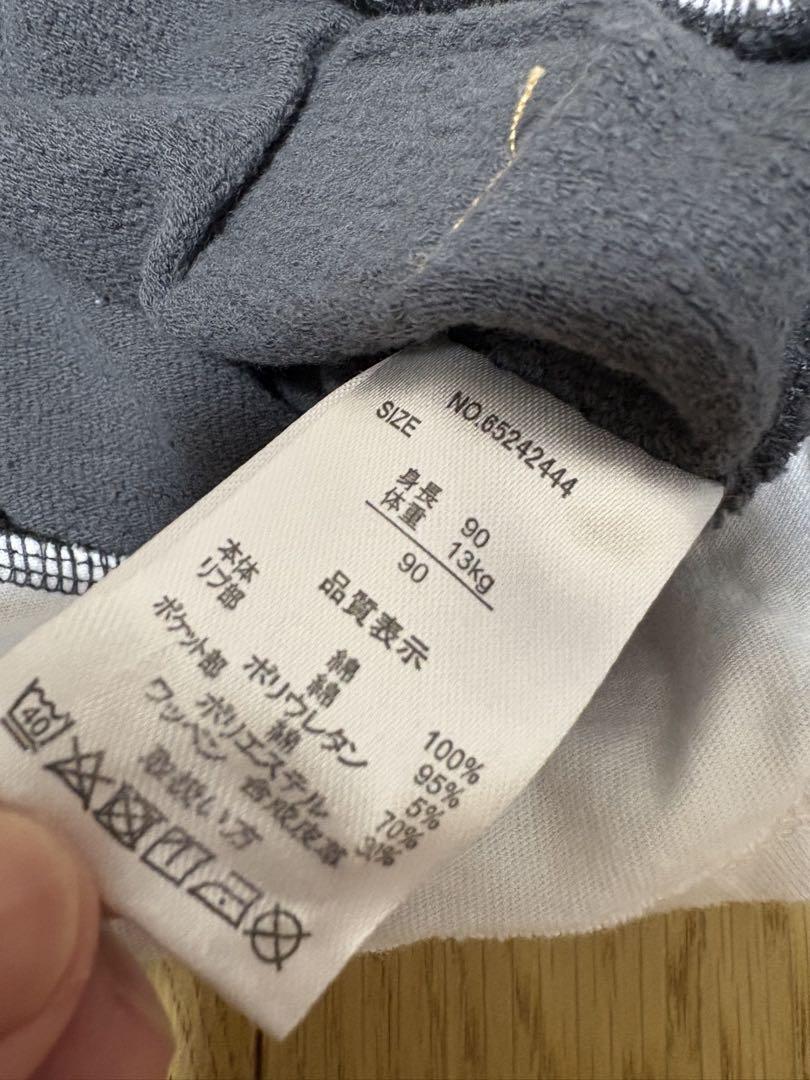 NO.65242444
SIZE
身長 90
体重 13kg
90
品質表示
本体 綿 100%
リブ部 綿 95%
ポリウレタン 5%
ポケット部 綿 70%
ポリエステル 30%
ワッペン 合成皮革
取扱い方
40